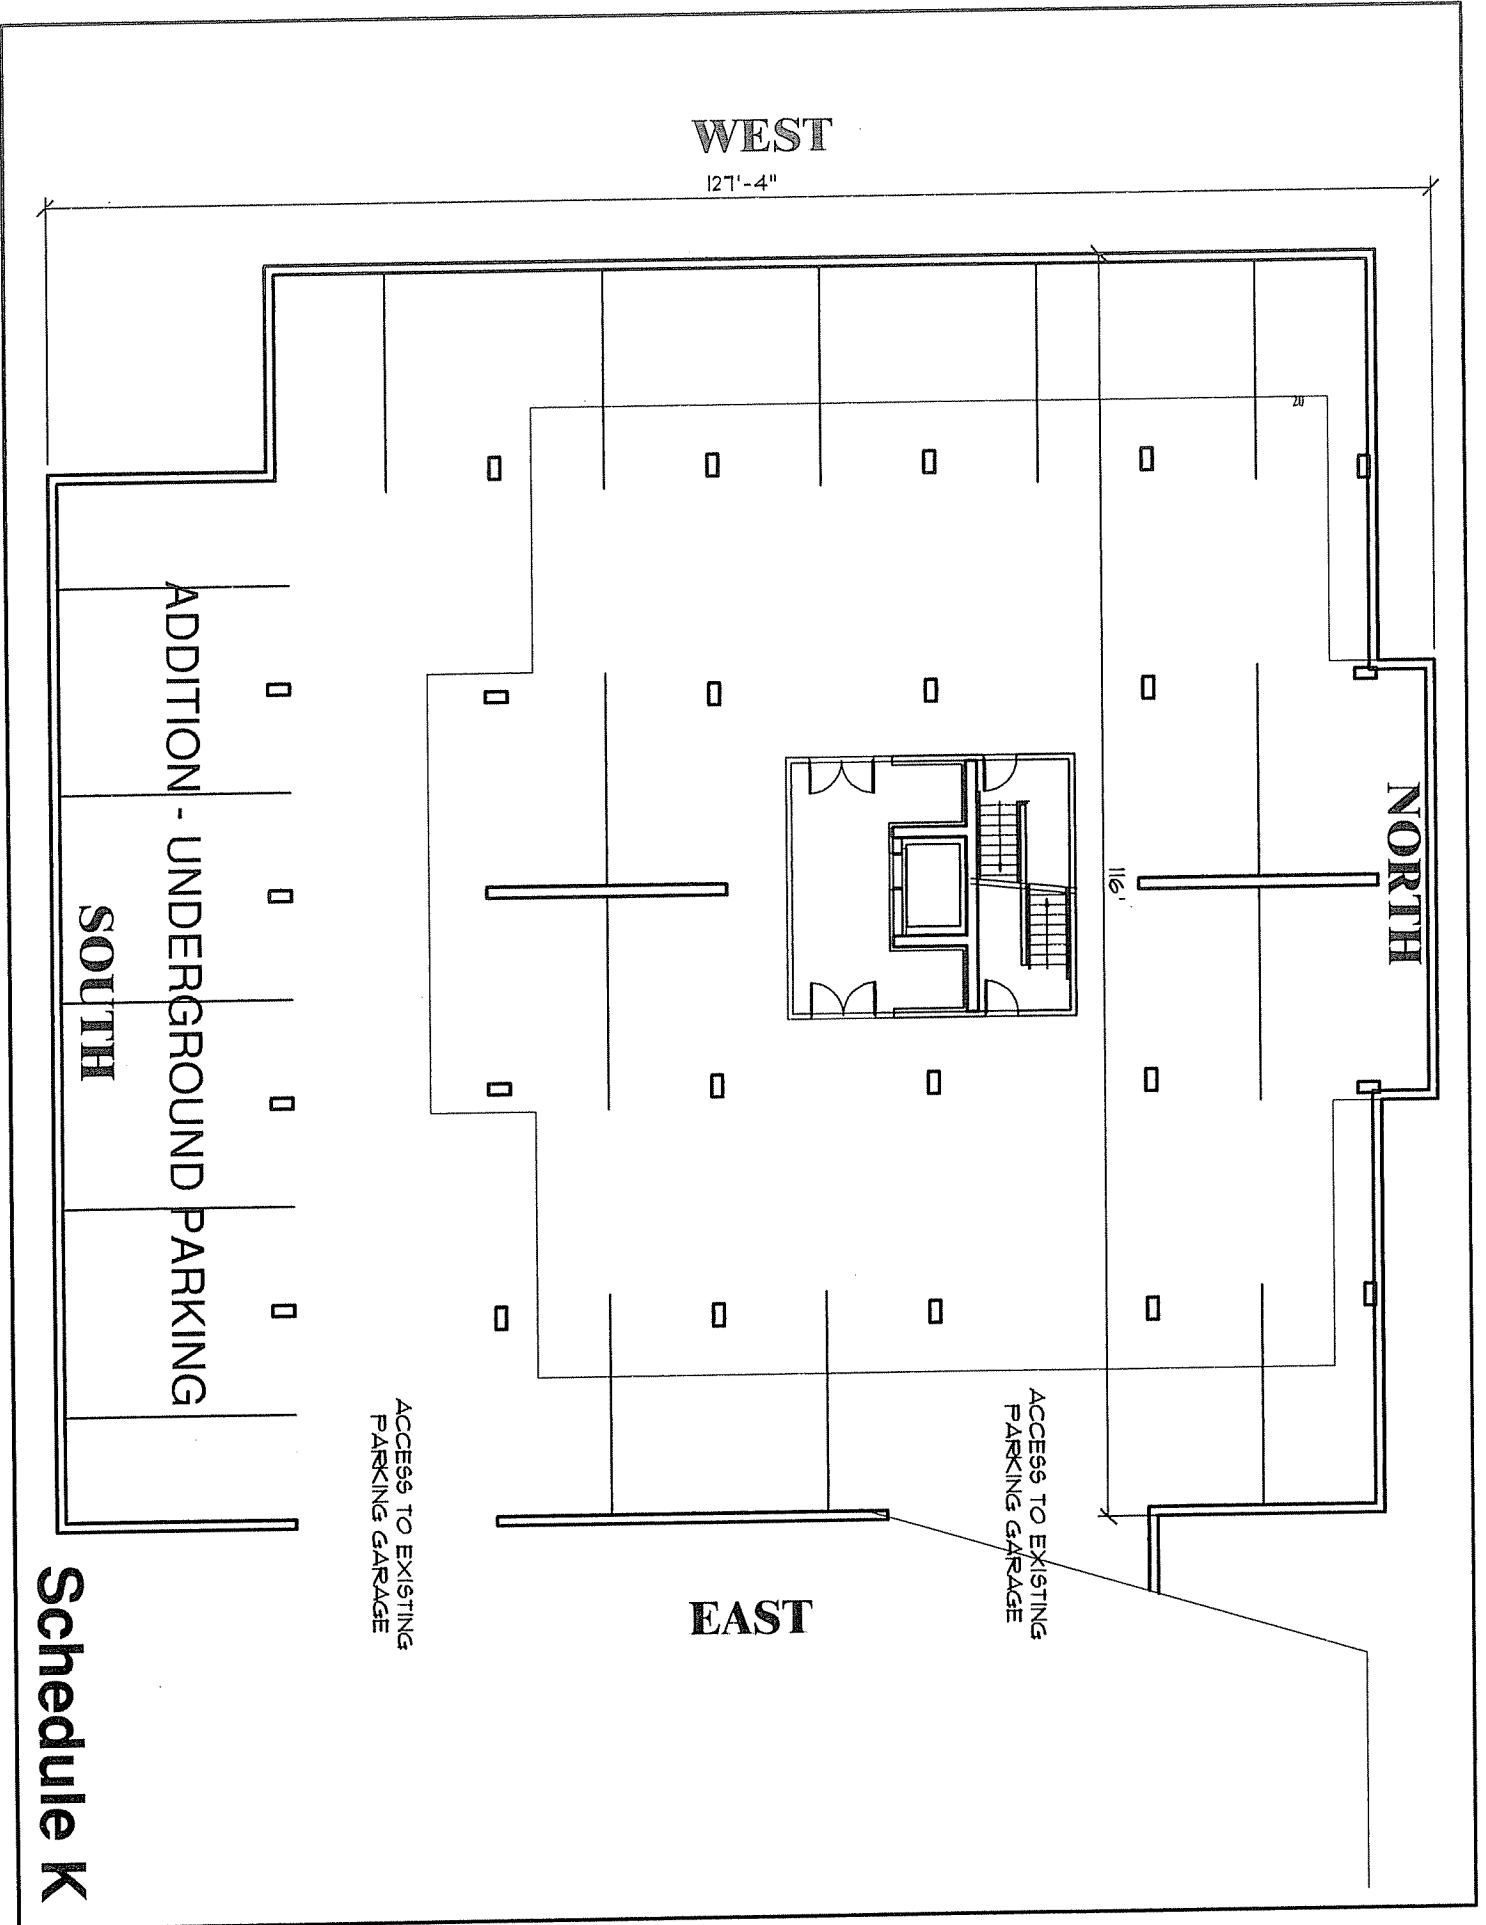 WEST
127'-4"
20
NORTH
116'
SOUTH
ADDITION - UNDERGROUND PARKING
ACCESS TO EXISTING
PARKING GARAGE
ACCESS TO EXISTING
PARKING GARAGE
EAST
Schedule K